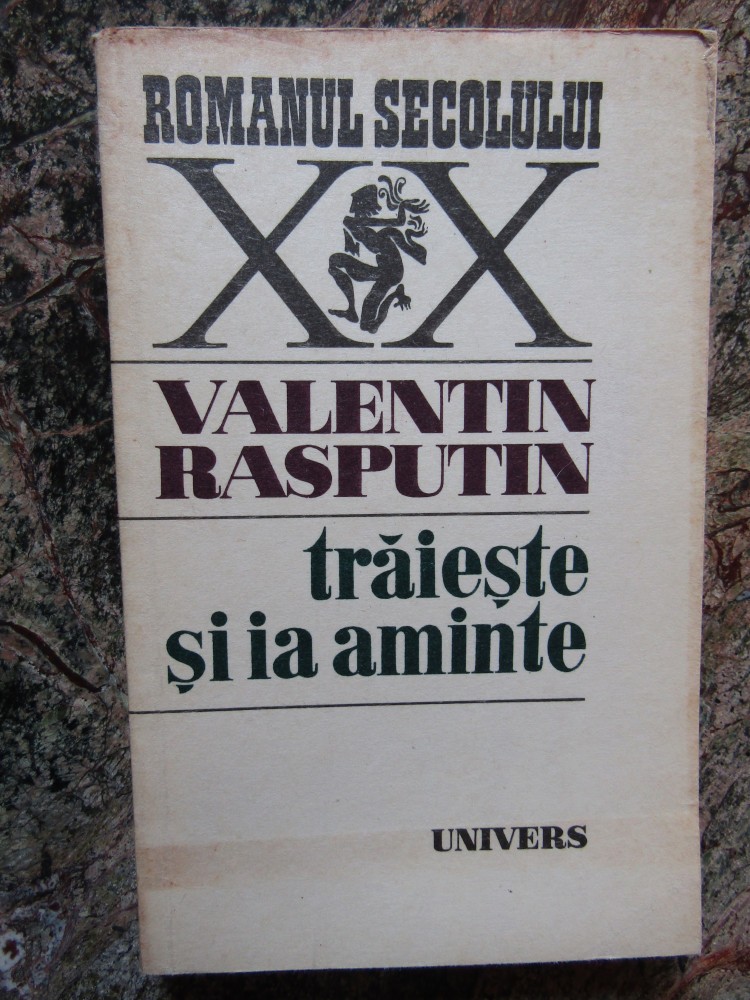 ROMANUL SECOLULUI
XX
VALENTIN
RASPUTIN
trăiește
și ia aminte
UNIVERS